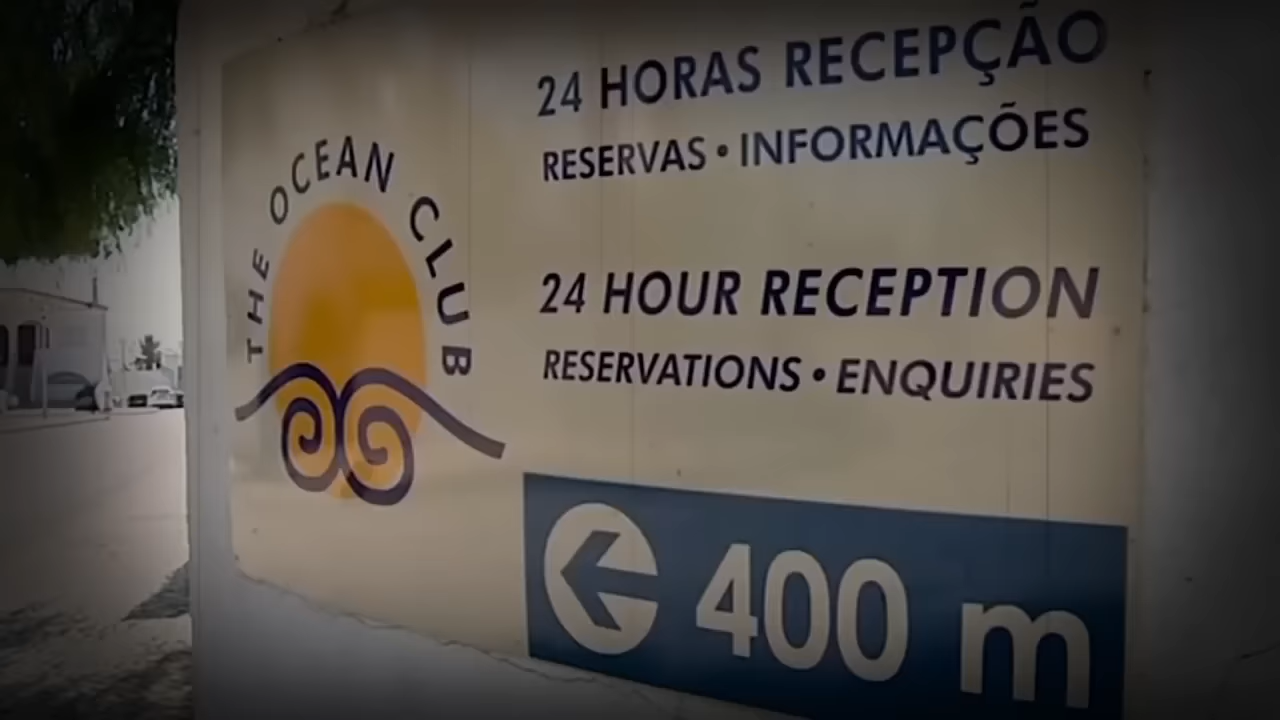 THE OCEAN CLUB
24 HORAS RECEPÇÃO
RESERVAS • INFORMAÇÕES
24 HOUR RECEPTION
RESERVATIONS • ENQUIRIES
400 m